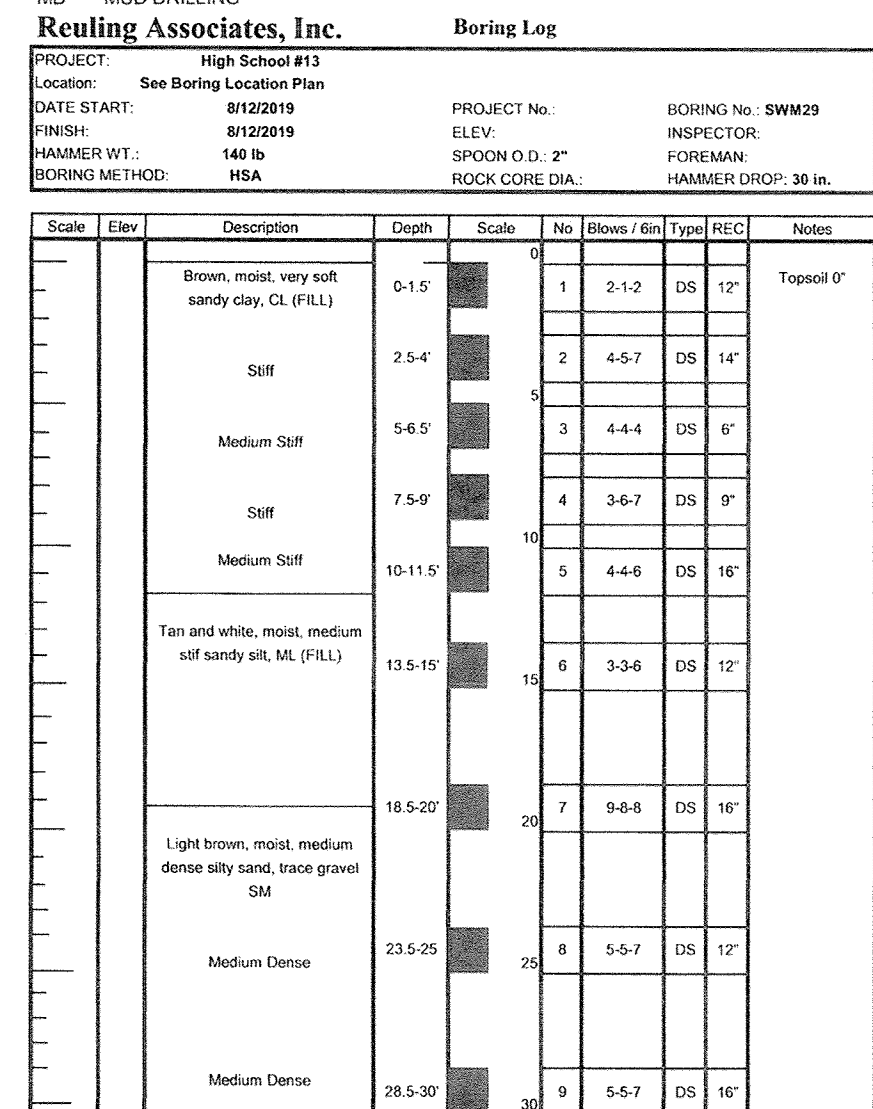 MD MUD DRILLING
Reuling Associates, Inc. Boring Log
PROJECT: High School #13
Location: See Boring Location Plan
DATE START: 8/12/2019 PROJECT No.: BORING No.: SWM29
FINISH: 8/12/2019 ELEV: INSPECTOR:
HAMMER WT.: 140 lb SPOON O.D.: 2" FOREMAN:
BORING METHOD: HSA ROCK CORE DIA.: HAMMER DROP: 30 in.
Scale Elev Description Depth Scale No Blows / 6in Type REC Notes
0
Brown, moist, very soft
sandy clay, CL (FILL) 0-1.5' 1 2-1-2 DS 12" Topsoil 0"
Stiff 2.5-4' 2 4-5-7 DS 14"
5
Medium Stiff 5-6.5' 3 4-4-4 DS 6"
Stiff 7.5-9' 4 3-6-7 DS 9"
10
Medium Stiff 10-11.5' 5 4-4-6 DS 16"
Tan and white, moist, medium
stif sandy silt, ML (FILL) 13.5-15' 6 3-3-6 DS 12"
15
18.5-20' 7 9-8-8 DS 16"
20
Light brown, moist, medium
dense silty sand, trace gravel
SM
Medium Dense 23.5-25 8 5-5-7 DS 12"
25
Medium Dense 28.5-30' 9 5-5-7 DS 16"
30